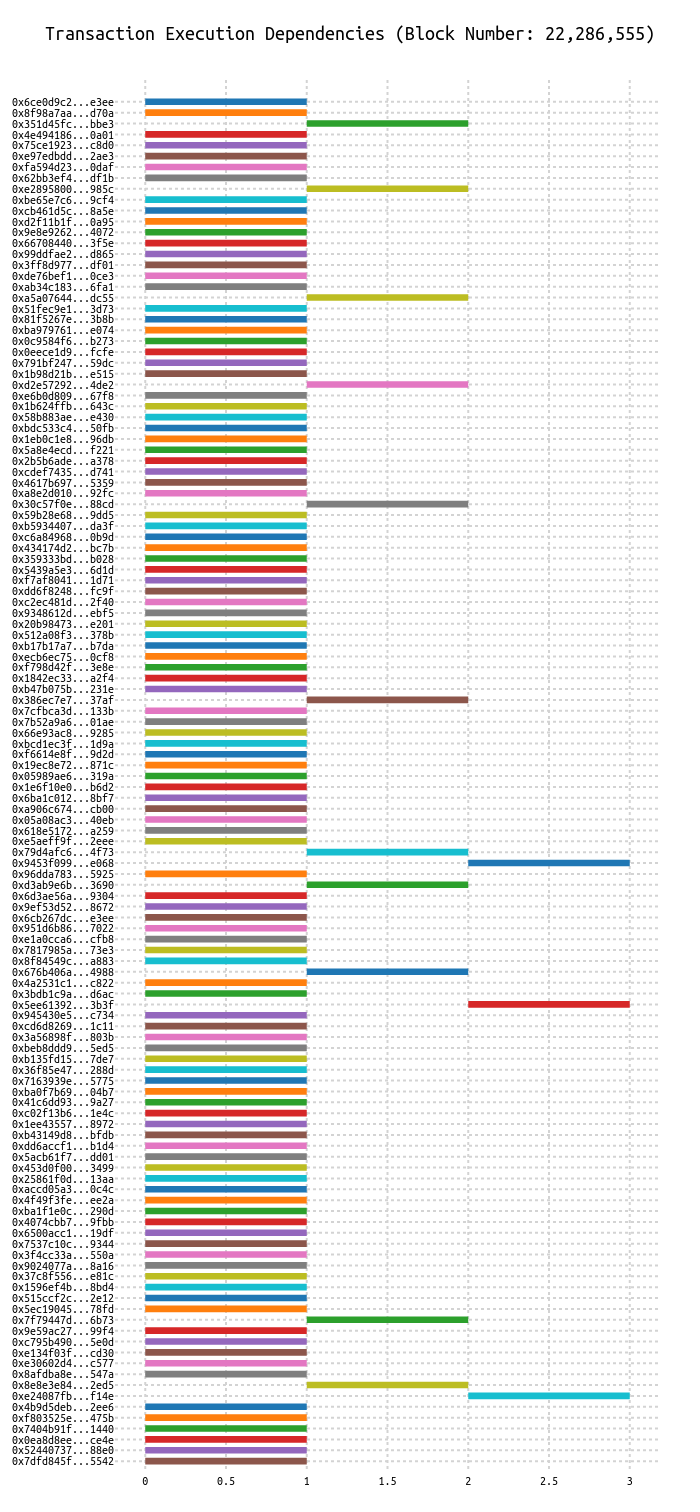 Transaction Execution Dependencies (Block Number: 22,286,555)
0x6ce0d9c2...e3ee
0x8f98a7aa...d70a
0x351d45fc...bbe3
0x4e494186...0a01
0x75ce1923...c8d0
0xe97edbdd...2ae3
0xfa594d23...0daf
0x62bb3ef4...df1b
0xe2895800...985c
0xbe65e7c6...9cf4
0xcb461d5c...8a5e
0xd2f11b1f...0a95
0x9e8e9262...4072
0x66708440...3f5e
0x99ddfae2...d865
0x3ff8d977...df01
0xde76bef1...0ce3
0xab34c183...6fa1
0xa5a07644...dc55
0x51fec9e1...3d73
0x81f5267e...3b8b
0xba979761...e074
0x0c9584f6...b273
0x0eece1d9...fcfe
0x791bf247...59dc
0x1b98d21b...e515
0xd2e57292...4de2
0xe6b0d809...67f8
0x1b624ffb...643c
0x58b883ae...e430
0xbdc533c4...50fb
0x1eb0c1e8...96db
0x5a8e4ecd...f221
0x2b5b6ade...a378
0xcdef7435...d741
0x4617b697...5359
0xa8e2d010...92fc
0x30c57f0e...88cd
0x59b28e68...9dd5
0xb5934407...da3f
0xc6a84968...0b9d
0x434174d2...bc7b
0x359333bd...b028
0x5439a5e3...6d1d
0xf7af8041...1d71
0xdd6f8248...fc9f
0xc2ec481d...2f40
0x9348612d...ebf5
0x20b98473...e201
0x512a08f3...378b
0xb17b17a7...b7da
0xecb6ec75...0cf8
0xf798d42f...3e8e
0x1842ec33...a2f4
0xb47b075b...231e
0x386ec7e7...37af
0x7cfbca3d...133b
0x7b52a9a6...01ae
0x66e93ac8...9285
0xbcd1ec3f...1d9a
0xf6614e8f...9d2d
0x19ec8e72...871c
0x05989ae6...319a
0x1e6f10e0...b6d2
0x6ba1c012...8bf7
0xa906c674...cb00
0x05a08ac3...40eb
0x618e5172...a259
0xe5aeff9f...2eee
0x79d4afc6...4f73
0x9453f099...e068
0x96dda783...5925
0xd3ab9e6b...3690
0x6d3ae56a...9304
0x9ef53d52...8672
0x6cb267dc...e3ee
0x951d6b86...7022
0xe1a0cca6...cfb8
0x7817985a...73e3
0x8f84549c...a883
0x676b406a...4988
0x4a2531c1...c822
0x3bdb1c9a...d6ac
0x5ee61392...3b3f
0x945430e5...c734
0xcd6d8269...1c11
0x3a56898f...803b
0xbeb8ddd9...5ed5
0xb135fd15...7de7
0x36f85e47...288d
0x7163939e...5775
0xba0f7b69...04b7
0x41c6dd93...9a27
0xc02f13b6...1e4c
0x1ee43557...8972
0xb43149d8...bfdb
0xdd6accf1...b1d4
0x5acb61f7...dd01
0x453d0f00...3499
0x25861f0d...13aa
0xaccd05a3...0c4c
0x4f49f3fe...ee2a
0xba1f1e0c...290d
0x4074cbb7...9fbb
0x6500acc1...19df
0x7537c10c...9344
0x3f4cc33a...550a
0x9024077a...8a16
0x37c8f556...e81c
0x1596ef4b...8bd4
0x515ccf2c...2e12
0x5ec19045...78fd
0x7f79447d...6b73
0x9e59ac27...99f4
0xc795b490...5e0d
0xe134f03f...cd30
0xe30602d4...c577
0x8afdba8e...547a
0x8e8e3e84...2ed5
0xe24087fb...f14e
0x4b9d5deb...2ee6
0xf803525e...475b
0x7404b91f...1440
0x0ea8d8ee...ce4e
0x52440737...88e0
0x7dfd845f...5542
0 0.5 1 1.5 2 2.5 3